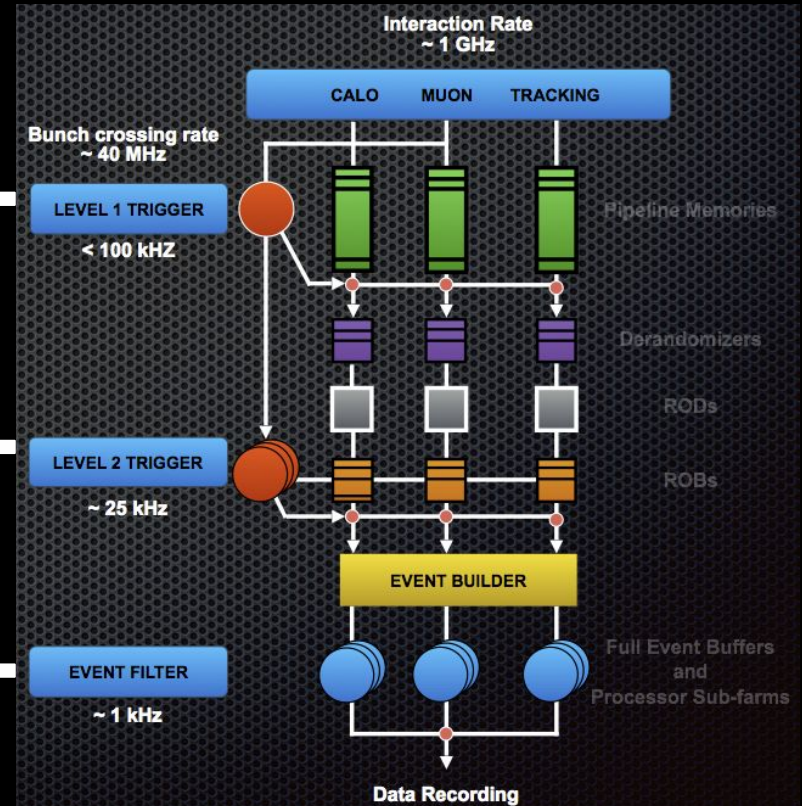 Interaction Rate
~ 1 GHz
CALO MUON TRACKING
Bunch crossing rate
~ 40 MHz
LEVEL 1 TRIGGER
< 100 kHZ
Pipeline Memories
Derandomizers
RODs
LEVEL 2 TRIGGER
~ 25 kHz
ROBs
EVENT BUILDER
EVENT FILTER
~ 1 kHz
Full Event Buffers
and
Processor Sub-farms
Data Recording